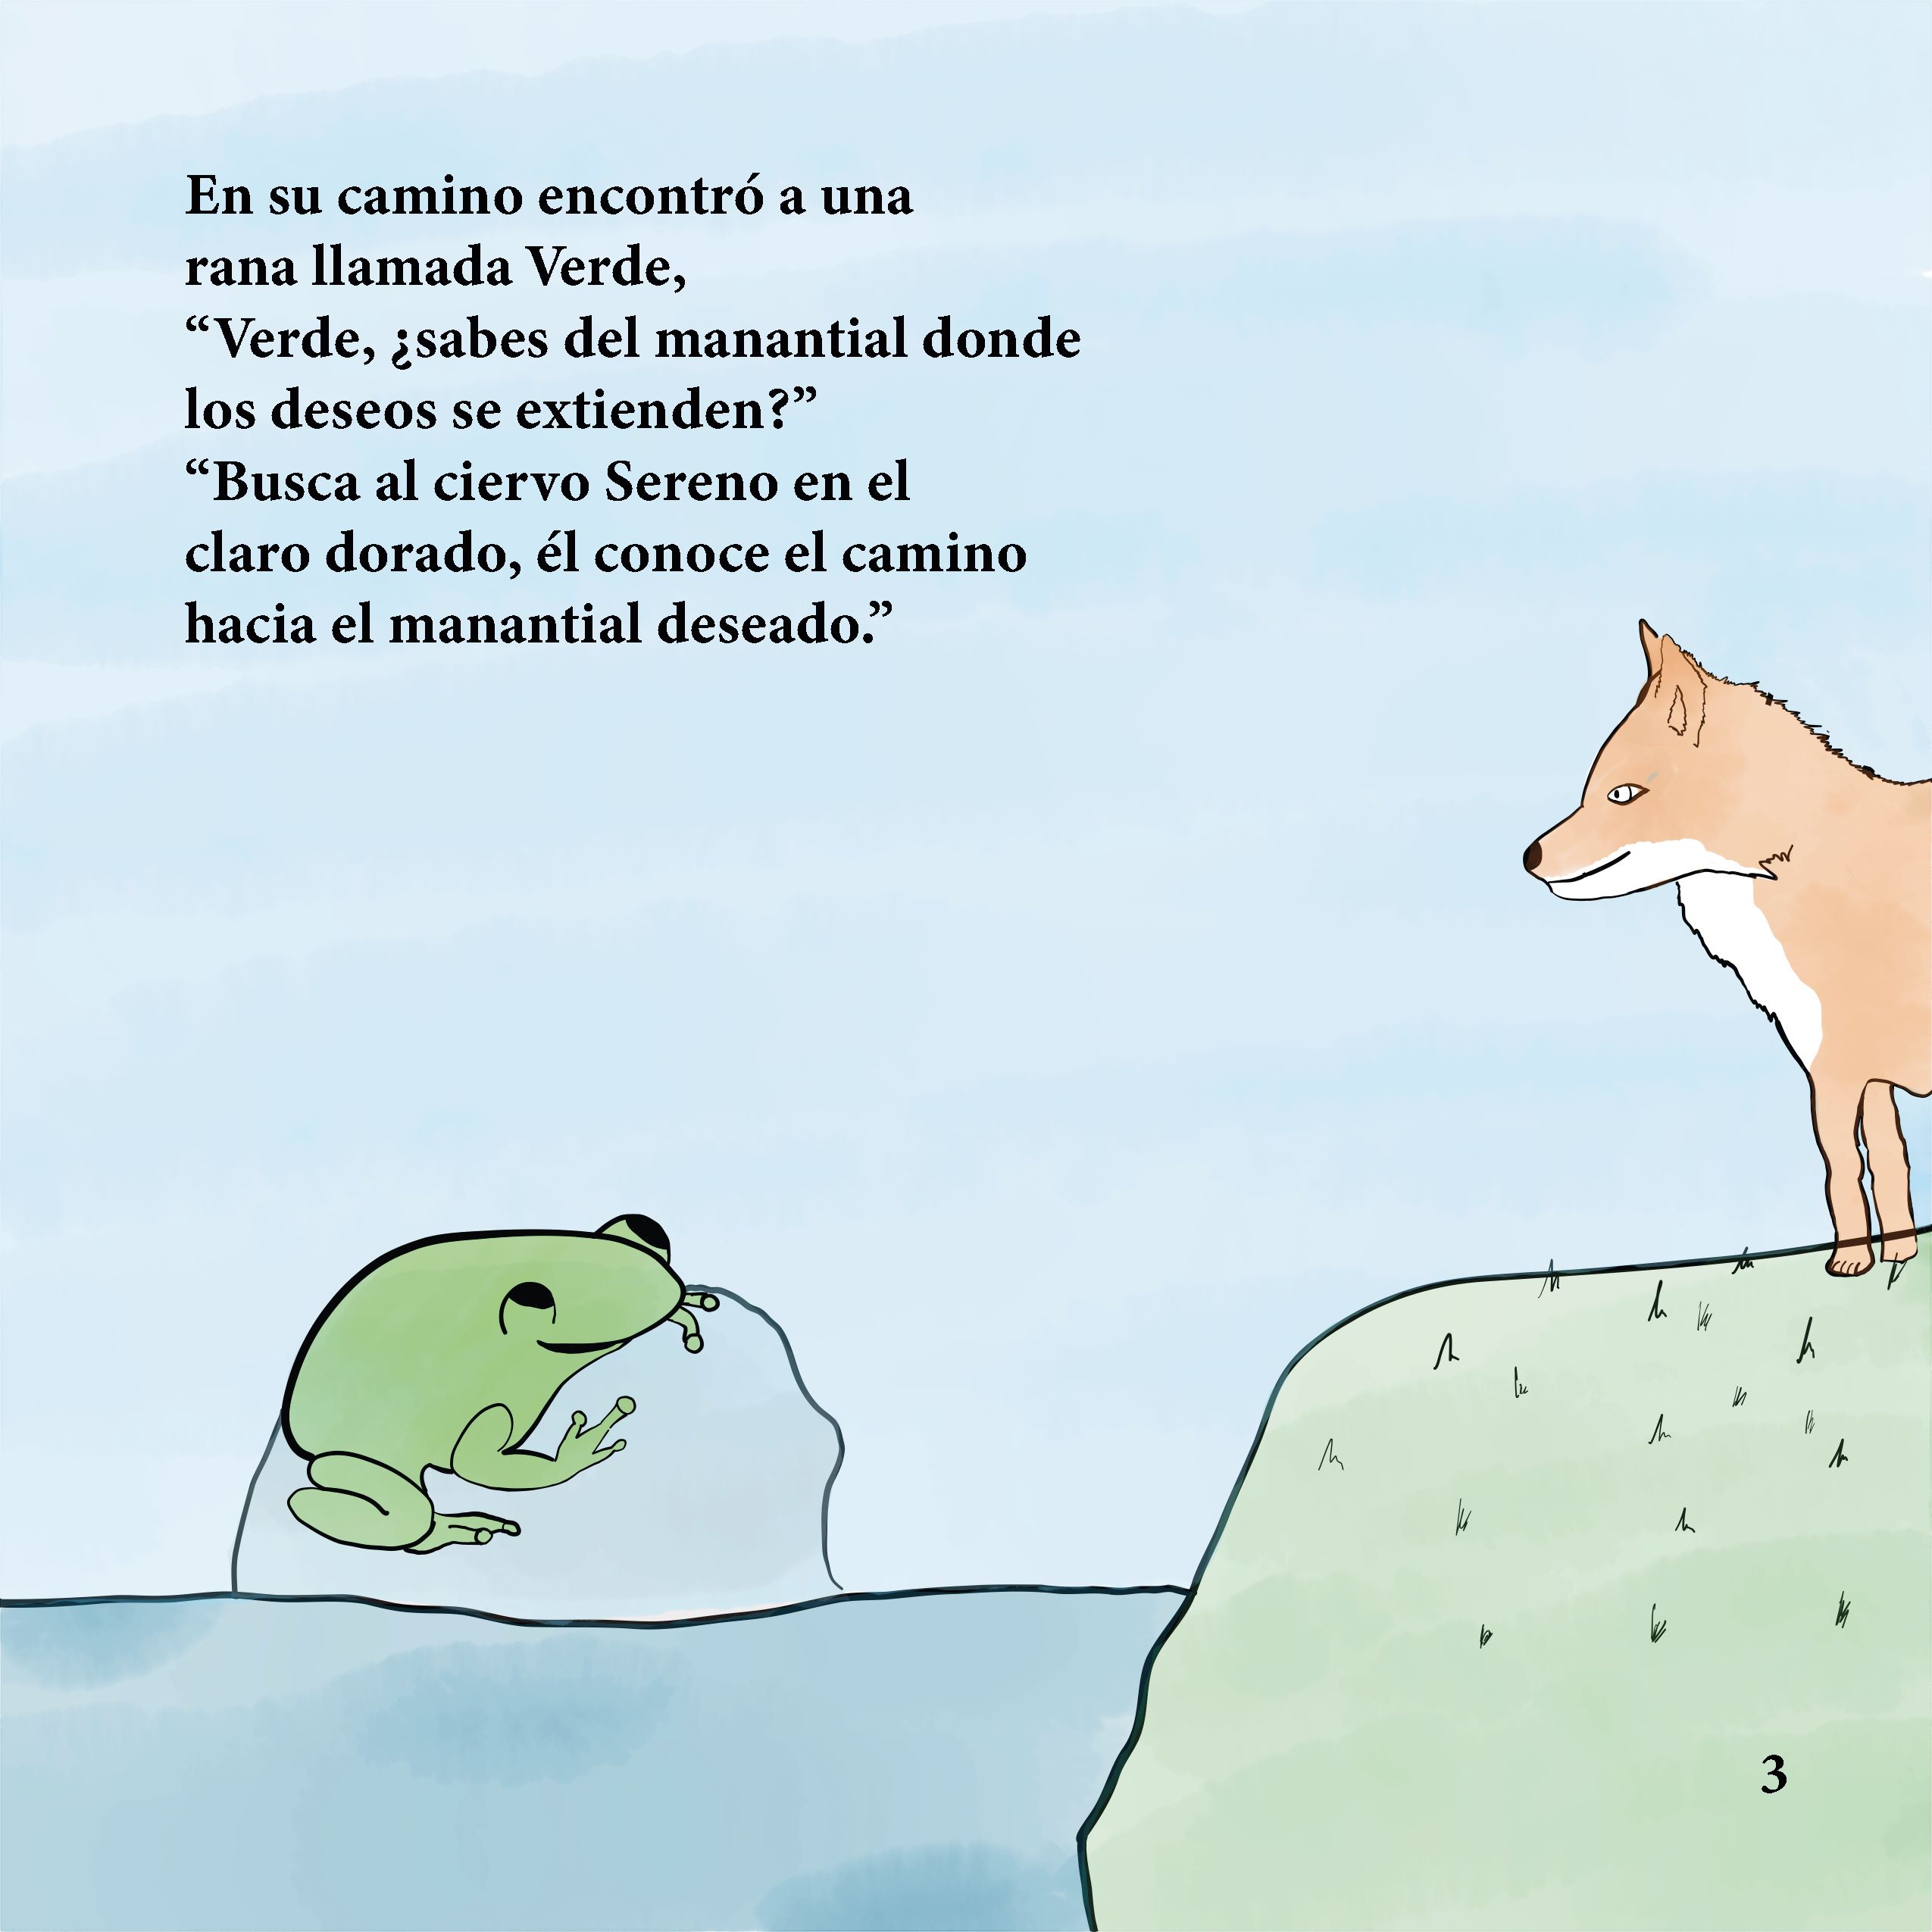 En su camino encontró a una
rana llamada Verde,
“Verde, ¿sabes del manantial donde
los deseos se extienden?”
“Busca al ciervo Sereno en el
claro dorado, él conoce el camino
hacia el manantial deseado.”
3